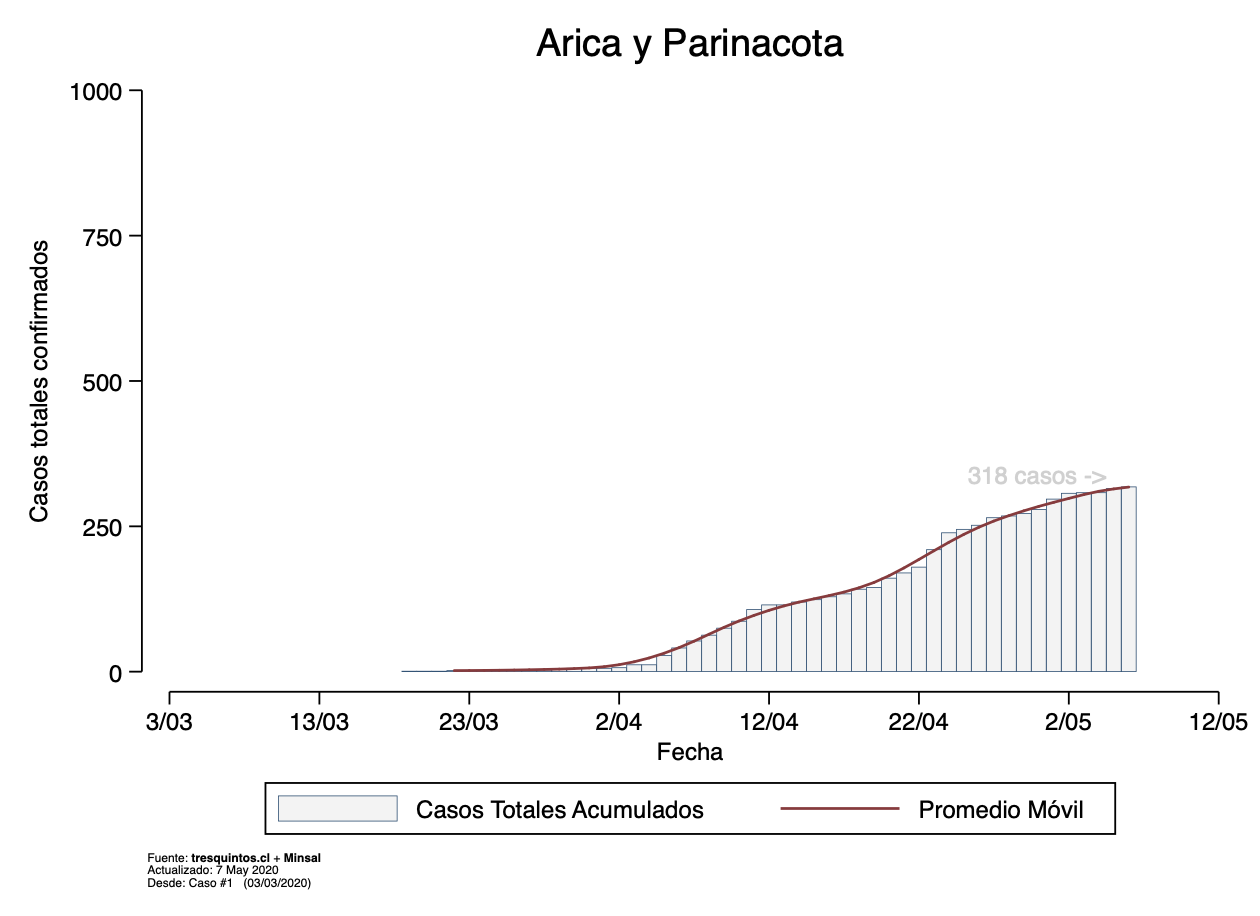 Arica y Parinacota
1000
750
500
250
0
Casos totales confirmados
318 casos ->
3/03 13/03 23/03 2/04 12/04 22/04 2/05 12/05
Fecha
Casos Totales Acumulados Promedio Móvil
Fuente: tresquintos.cl + Minsal
Actualizado: 7 May 2020
Desde: Caso #1 (03/03/2020)